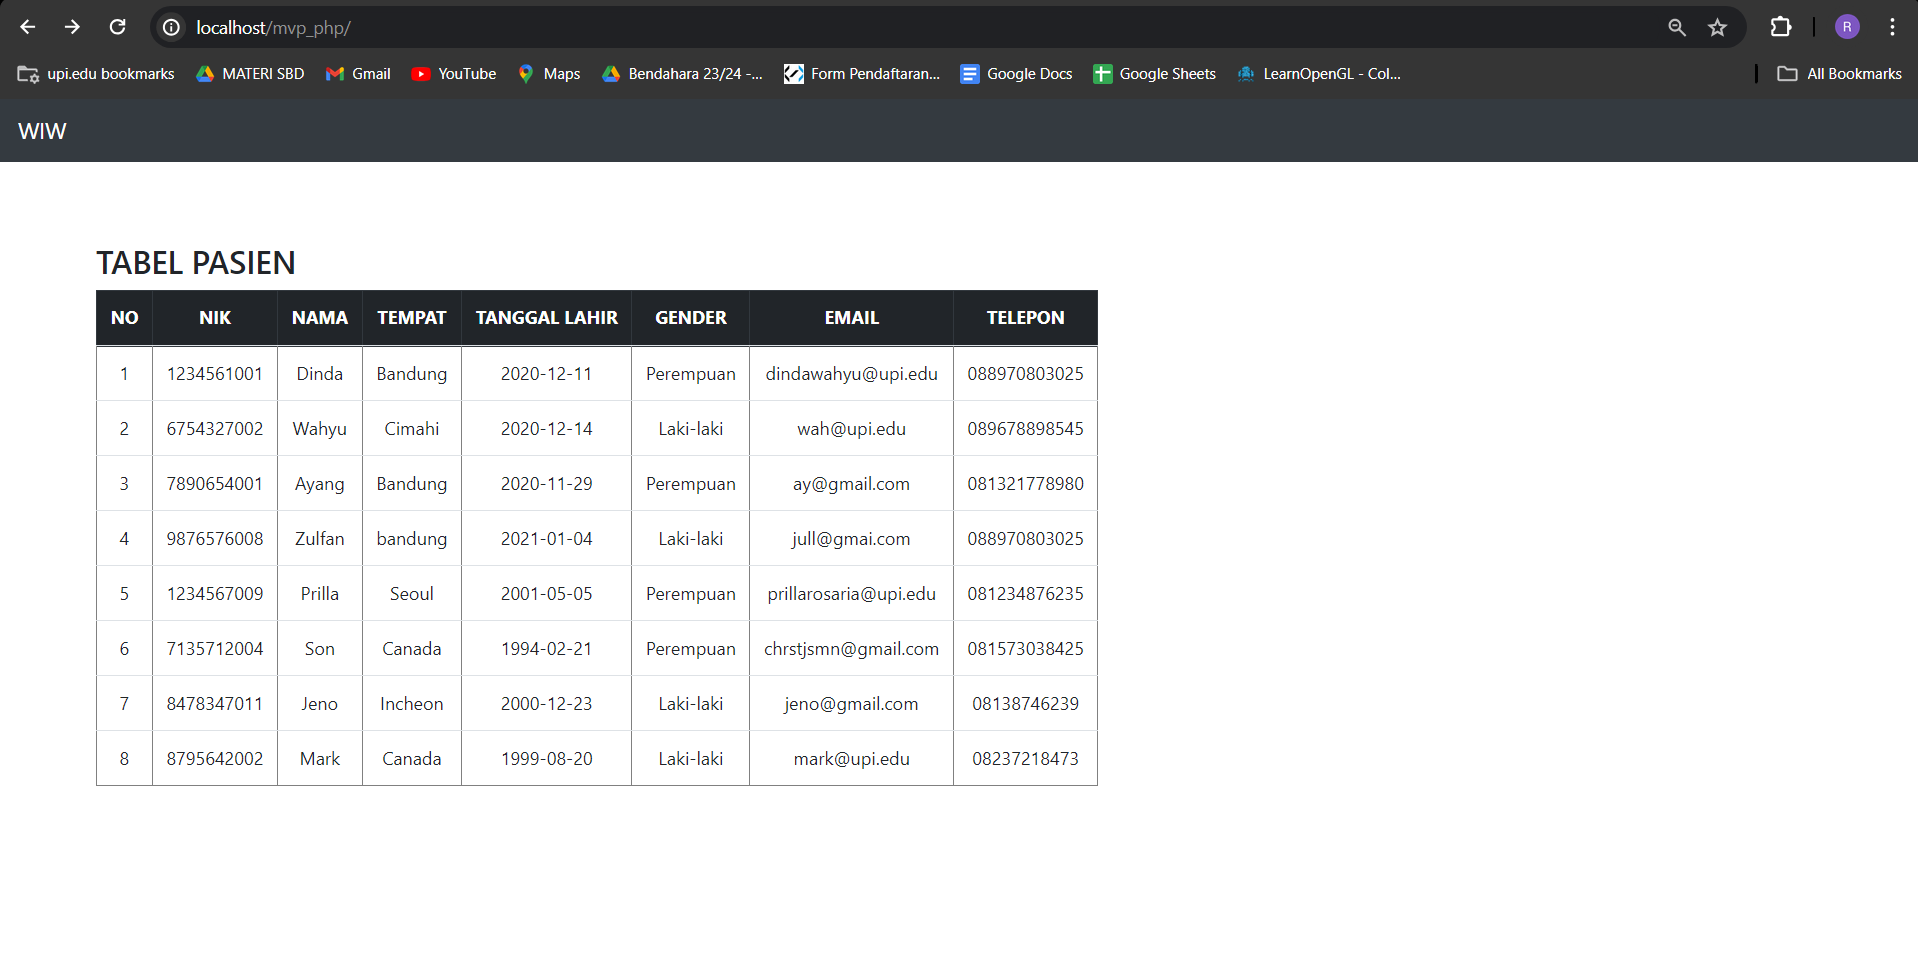 localhost/mvp_php/
R
upi.edu bookmarks MATERI SBD Gmail YouTube Maps Bendahara 23/24 -... Form Pendaftaran... Google Docs Google Sheets LearnOpenGL - Col... All Bookmarks
WIW
TABEL PASIEN
NO NIK NAMA TEMPAT TANGGAL LAHIR GENDER EMAIL TELEPON
1 1234561001 Dinda Bandung 2020-12-11 Perempuan dindawahyu@upi.edu 088970803025
2 6754327002 Wahyu Cimahi 2020-12-14 Laki-laki wah@upi.edu 089678898545
3 7890654001 Ayang Bandung 2020-11-29 Perempuan ay@gmail.com 081321778980
4 9876576008 Zulfan bandung 2021-01-04 Laki-laki jull@gmai.com 088970803025
5 1234567009 Prilla Seoul 2001-05-05 Perempuan prillarosaria@upi.edu 081234876235
6 7135712004 Son Canada 1994-02-21 Perempuan chrstjsmn@gmail.com 081573038425
7 8478347011 Jeno Incheon 2000-12-23 Laki-laki jeno@gmail.com 08138746239
8 8795642002 Mark Canada 1999-08-20 Laki-laki mark@upi.edu 08237218473